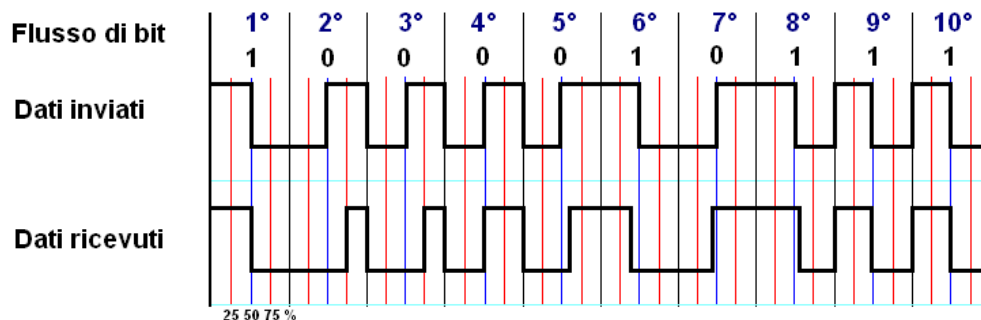 Flusso di bit
1° 2° 3° 4° 5° 6° 7° 8° 9° 10°
1 0 0 0 0 1 0 1 1 1
Dati inviati
Dati ricevuti
25 50 75 %